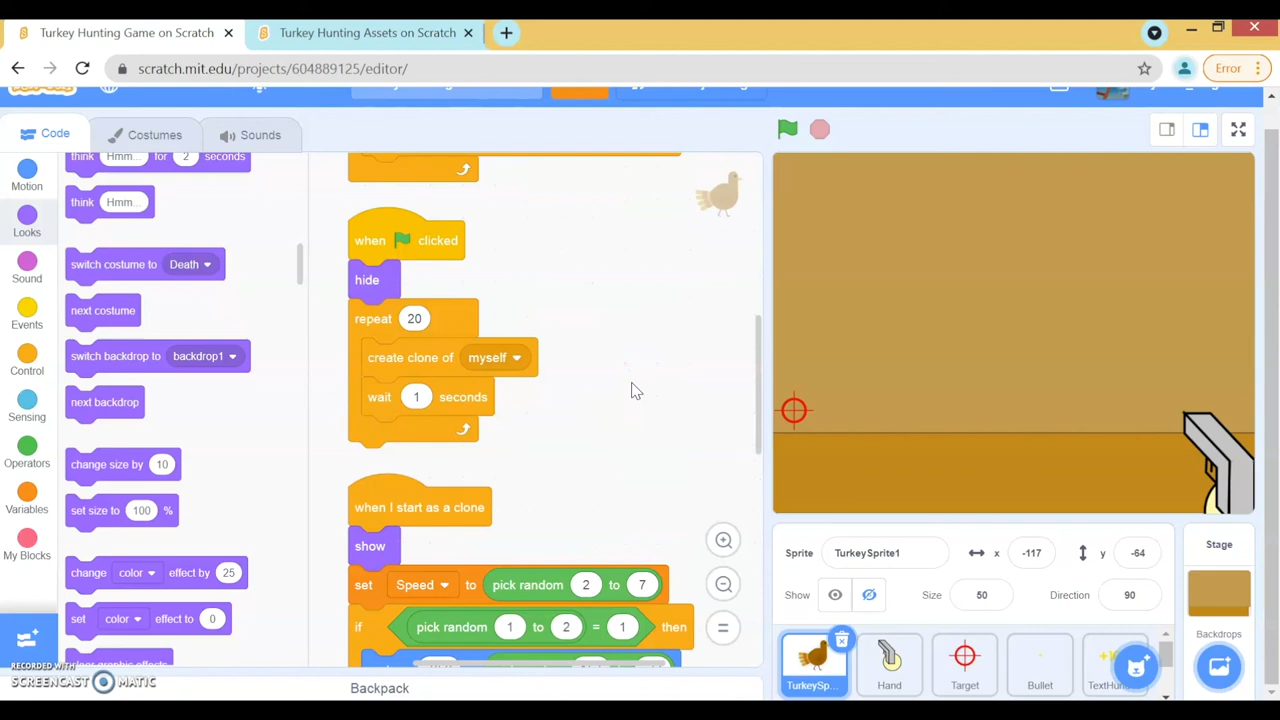 Turkey Hunting Game on Scratch
Turkey Hunting Assets on Scratch
scratch.mit.edu/projects/604889125/editor/
Error
Code
Costumes
Sounds
Motion
Looks
Sound
Events
Control
Sensing
Operators
Variables
My Blocks
think Hmm... for 2 seconds
think Hmm...
switch costume to Death
next costume
switch backdrop to backdrop1
next backdrop
change size by 10
set size to 100 %
change color effect by 25
set color effect to 0
clear graphic effects
when clicked
hide
repeat 20
create clone of myself
wait 1 seconds
when I start as a clone
show
set Speed to pick random 2 to 7
if pick random 1 to 2 = 1 then
Backpack
Sprite TurkeySprite1 x -117 y -64
Show Size 50 Direction 90
TurkeySp...
Hand
Target
Bullet
Stage
Backdrops
RECORDED WITH
SCREENCAST MATIC